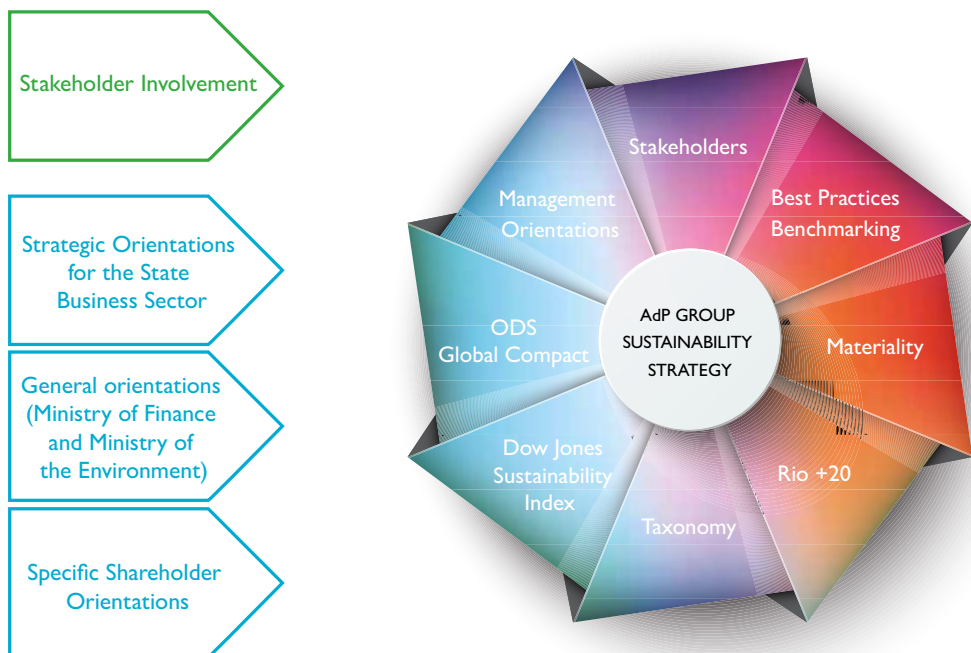 Stakeholder Involvement
Strategic Orientations
for the State
Business Sector
General orientations
(Ministry of Finance
and Ministry of
the Environment)
Specific Shareholder
Orientations
Stakeholders
Best Practices
Benchmarking
Management
Orientations
ODS
Global Compact
AdP GROUP
SUSTAINABILITY
STRATEGY
Materiality
Dow Jones
Sustainability
Index
Rio +20
Taxonomy